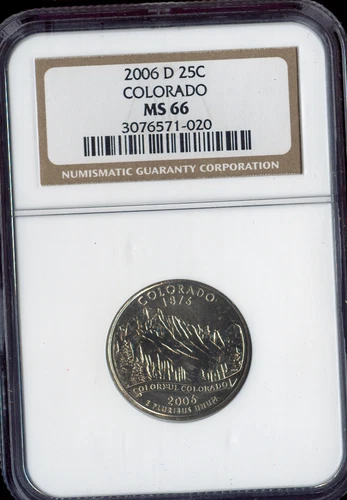 2006 D 25C
COLORADO
MS 66
3076571-020
NUMISMATIC GUARANTY CORPORATION
COLORADO
1876
COLORFUL COLORADO
2006
E PLURIBUS UNUM